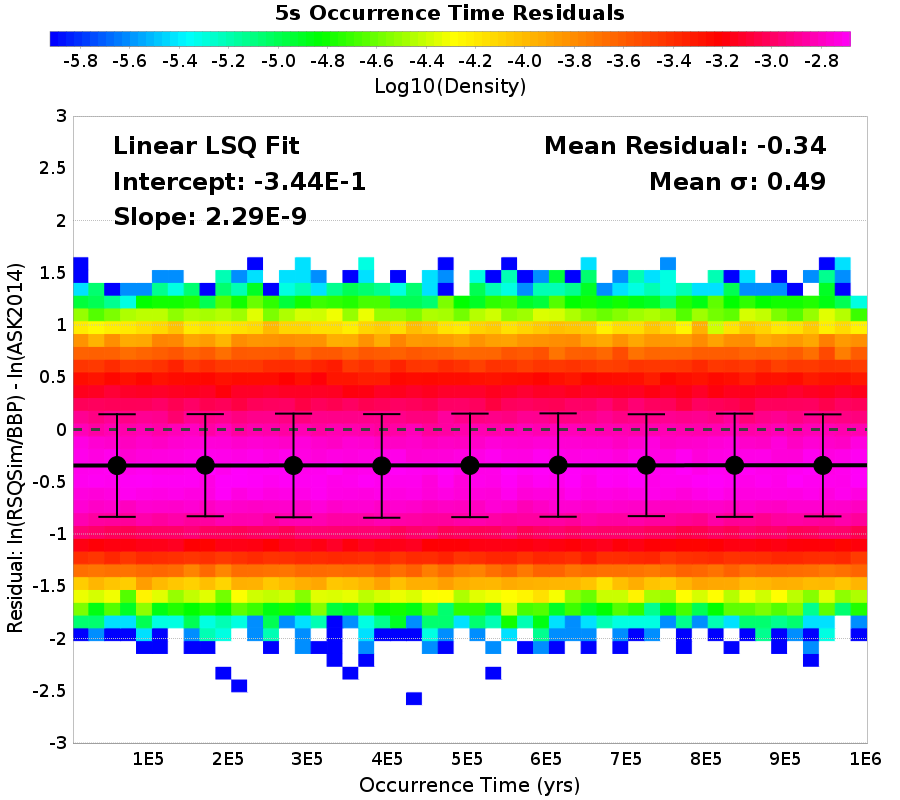 5s Occurrence Time Residuals
-5.8 -5.6 -5.4 -5.2 -5.0 -4.8 -4.6 -4.4 -4.2 -4.0 -3.8 -3.6 -3.4 -3.2 -3.0 -2.8
Log10(Density)
Linear LSQ Fit
Intercept: -3.44E-1
Slope: 2.29E-9
Mean Residual: -0.34
Mean σ: 0.49
Residual: ln(RSQSim/BBP) - ln(ASK2014)
3
2.5
2
1.5
1
0.5
0
-0.5
-1
-1.5
-2
-2.5
-3
1E5 2E5 3E5 4E5 5E5 6E5 7E5 8E5 9E5 1E6
Occurrence Time (yrs)